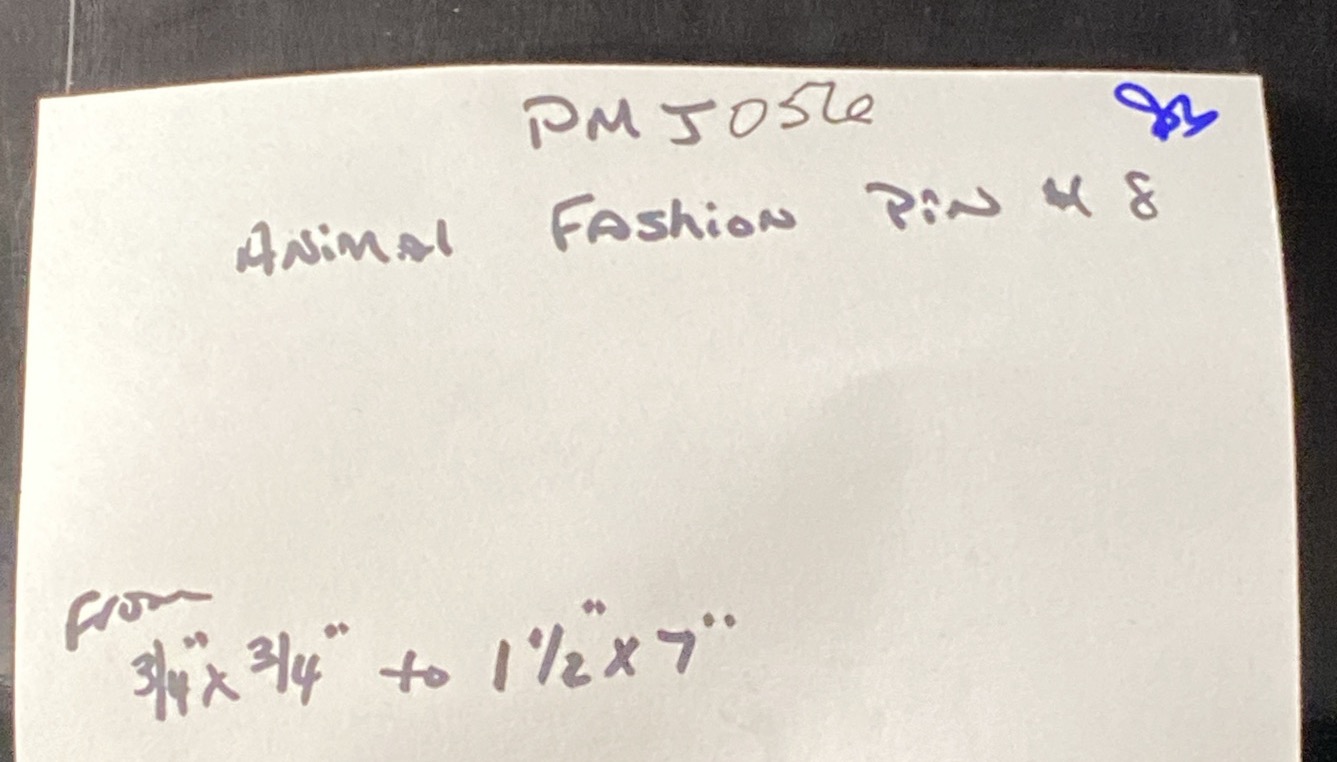 PMJ056
Animal Fashion Pin # 8
From
3/4" x 3/4" to 1 1/2" x 7"